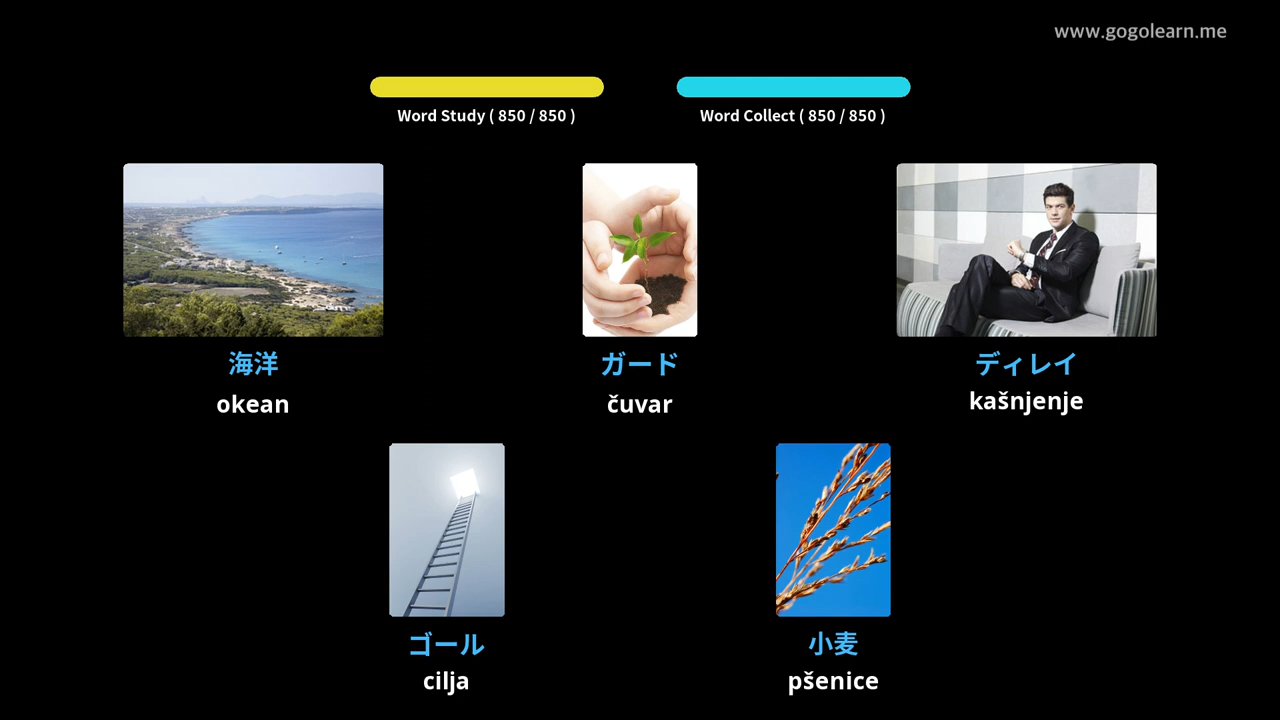 www.gogolearn.me
Word Study ( 850 / 850 )
Word Collect ( 850 / 850 )
海洋
okean
ガード
čuvar
ディレイ
kašnjenje
ゴール
cilja
小麦
pšenice